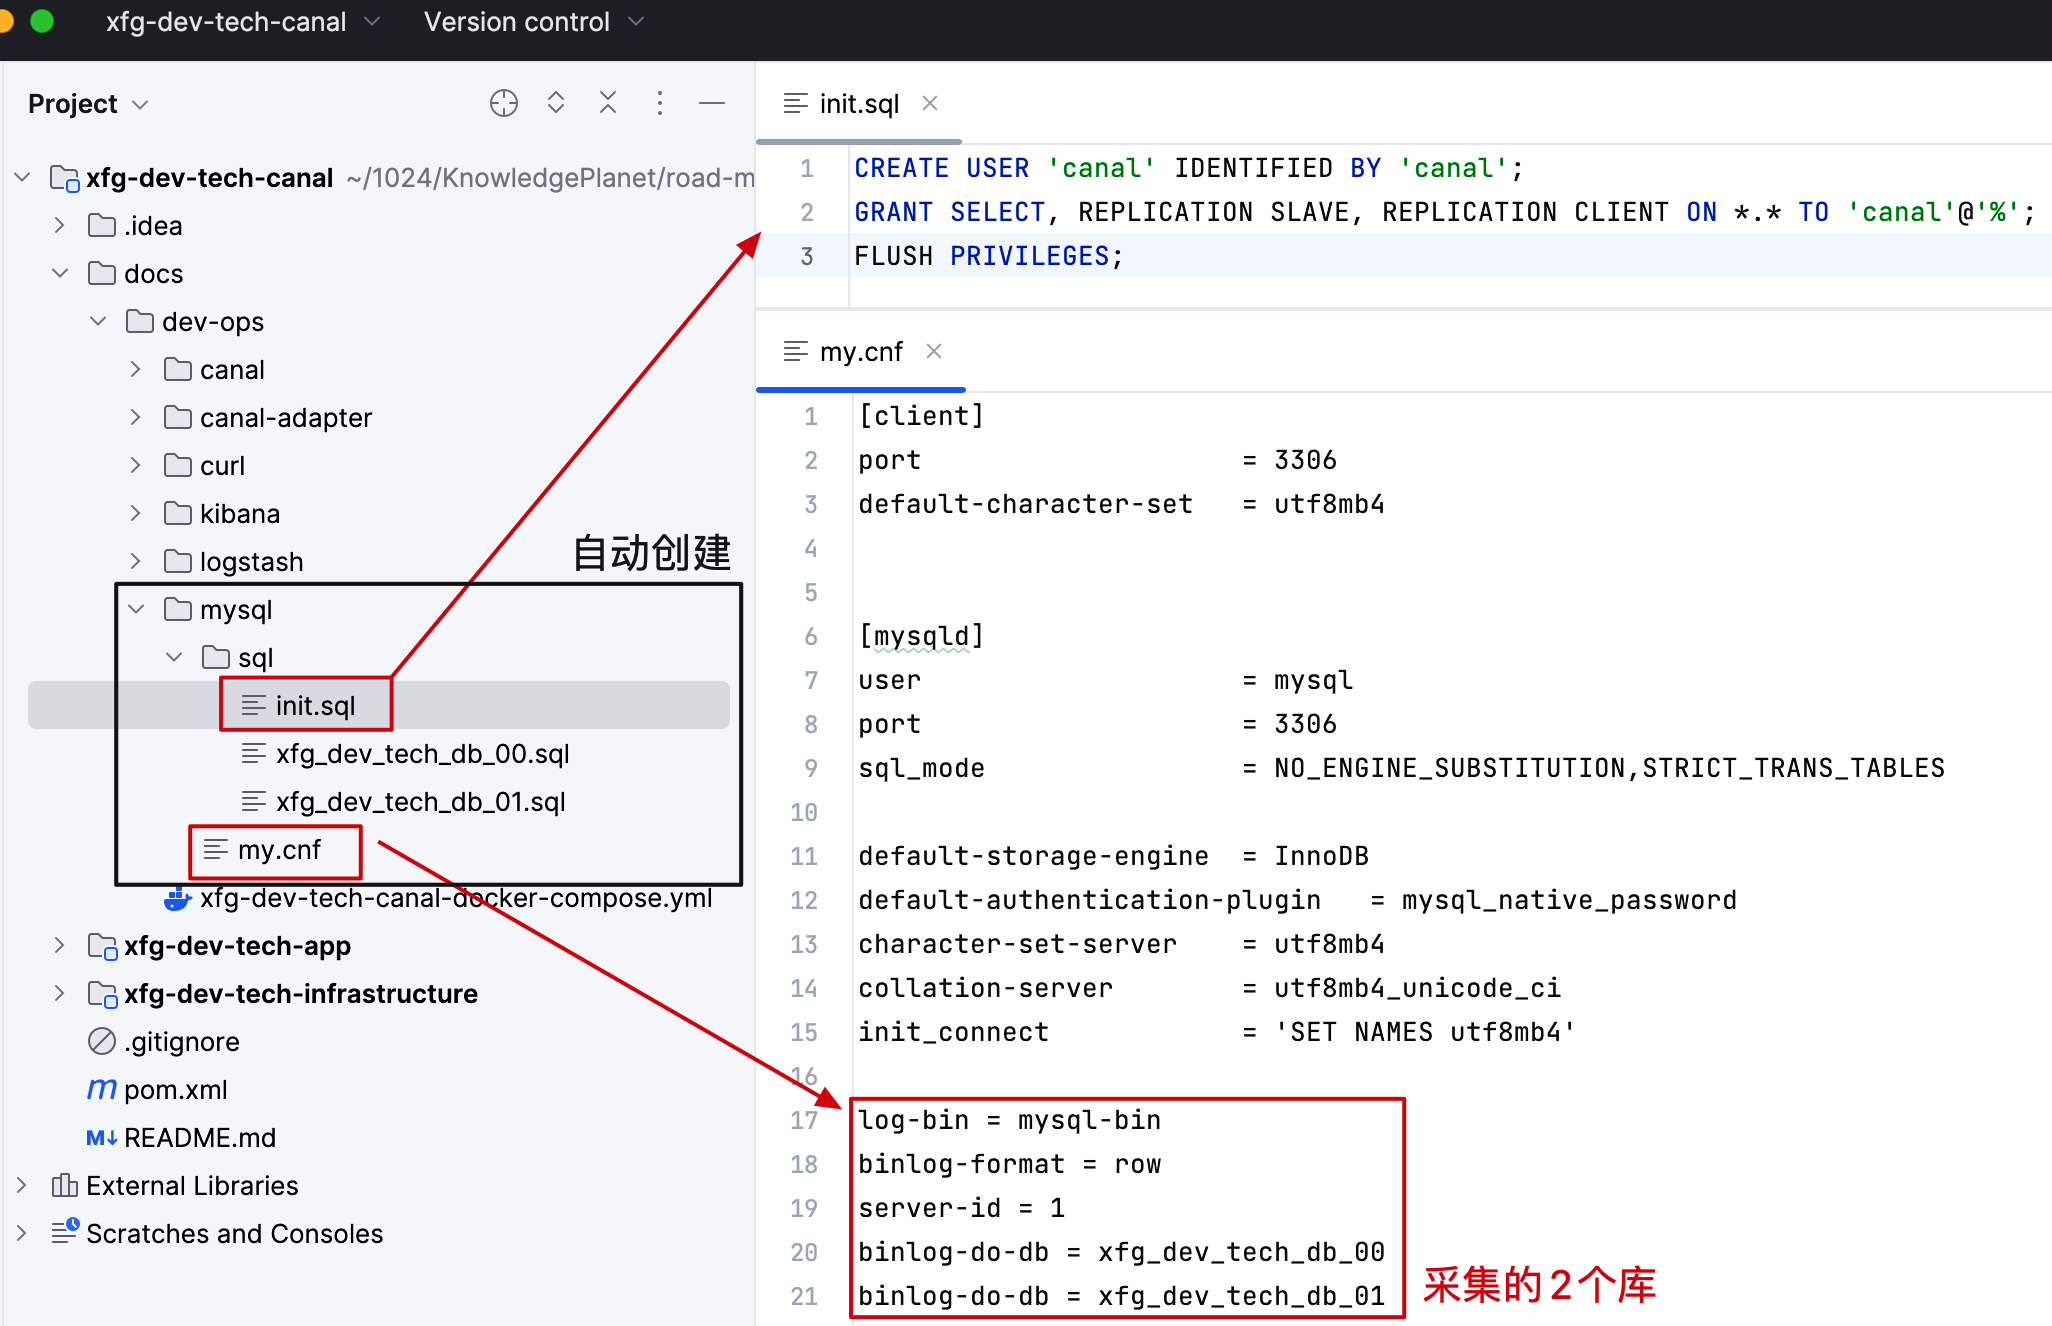 xfg-dev-tech-canal
Version control
Project
xfg-dev-tech-canal ~/1024/KnowledgePlanet/road-m
.idea
docs
dev-ops
canal
canal-adapter
curl
kibana
logstash
自动创建
mysql
sql
init.sql
xfg_dev_tech_db_00.sql
xfg_dev_tech_db_01.sql
my.cnf
xfg-dev-tech-canal-docker-compose.yml
xfg-dev-tech-app
xfg-dev-tech-infrastructure
.gitignore
m pom.xml
M↓ README.md
External Libraries
Scratches and Consoles
init.sql
1 CREATE USER 'canal' IDENTIFIED BY 'canal';
2 GRANT SELECT, REPLICATION SLAVE, REPLICATION CLIENT ON *.* TO 'canal'@'%';
3 FLUSH PRIVILEGES;
my.cnf
1 [client]
2 port = 3306
3 default-character-set = utf8mb4
4
5
6 [mysqld]
7 user = mysql
8 port = 3306
9 sql_mode = NO_ENGINE_SUBSTITUTION,STRICT_TRANS_TABLES
10
11 default-storage-engine = InnoDB
12 default-authentication-plugin = mysql_native_password
13 character-set-server = utf8mb4
14 collation-server = utf8mb4_unicode_ci
15 init_connect = 'SET NAMES utf8mb4'
16
17 log-bin = mysql-bin
18 binlog-format = row
19 server-id = 1
20 binlog-do-db = xfg_dev_tech_db_00
21 binlog-do-db = xfg_dev_tech_db_01
采集的2个库